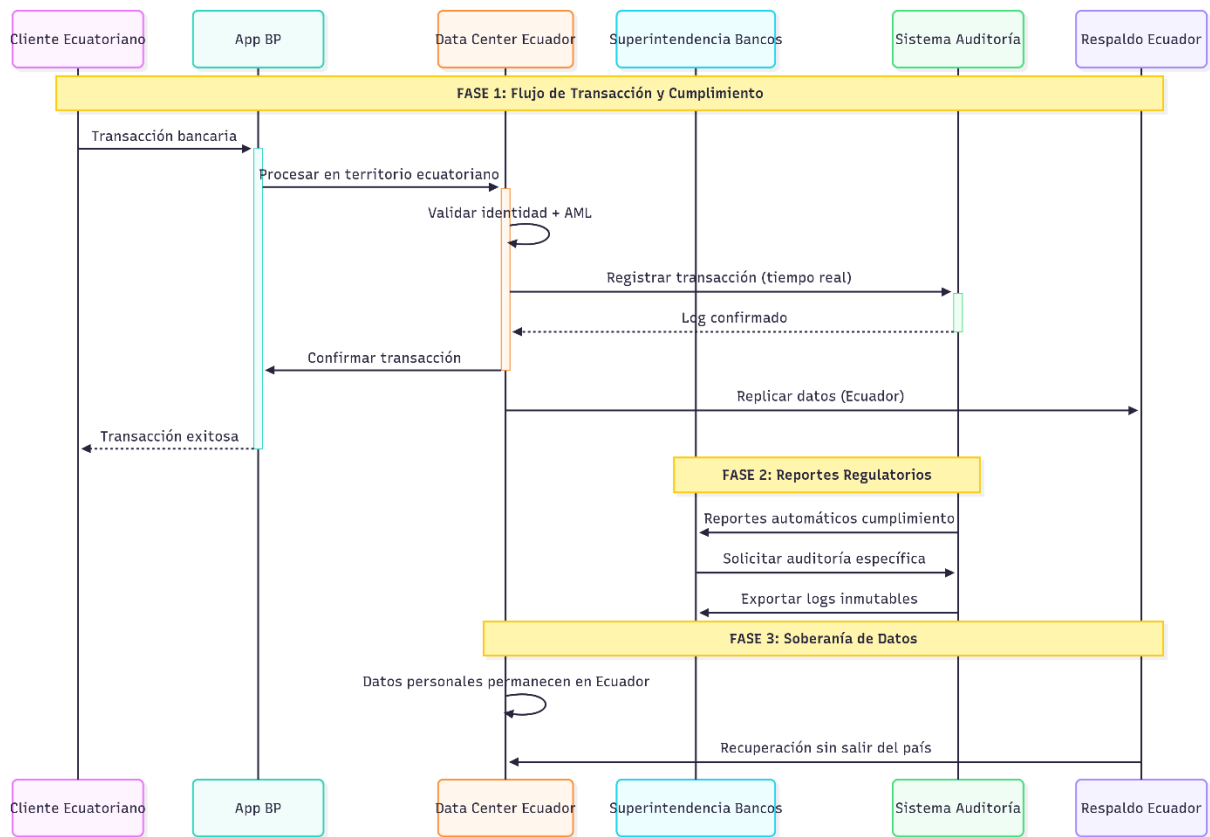 Cliente Ecuatoriano
App BP
Data Center Ecuador
Superintendencia Bancos
Sistema Auditoría
Respaldo Ecuador
FASE 1: Flujo de Transacción y Cumplimiento
Transacción bancaria
Procesar en territorio ecuatoriano
Validar identidad + AML
Registrar transacción (tiempo real)
Log confirmado
Confirmar transacción
Replicar datos (Ecuador)
Transacción exitosa
FASE 2: Reportes Regulatorios
Reportes automáticos cumplimiento
Solicitar auditoría específica
Exportar logs inmutables
FASE 3: Soberanía de Datos
Datos personales permanecen en Ecuador
Recuperación sin salir del país
Cliente Ecuatoriano
App BP
Data Center Ecuador
Superintendencia Bancos
Sistema Auditoría
Respaldo Ecuador